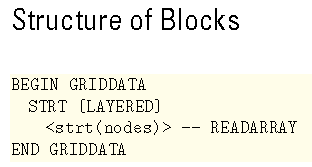 Structure of Blocks
BEGIN GRIDDATA
STRT [LAYERED]
<strt(nodes)> -- READARRAY
END GRIDDATA